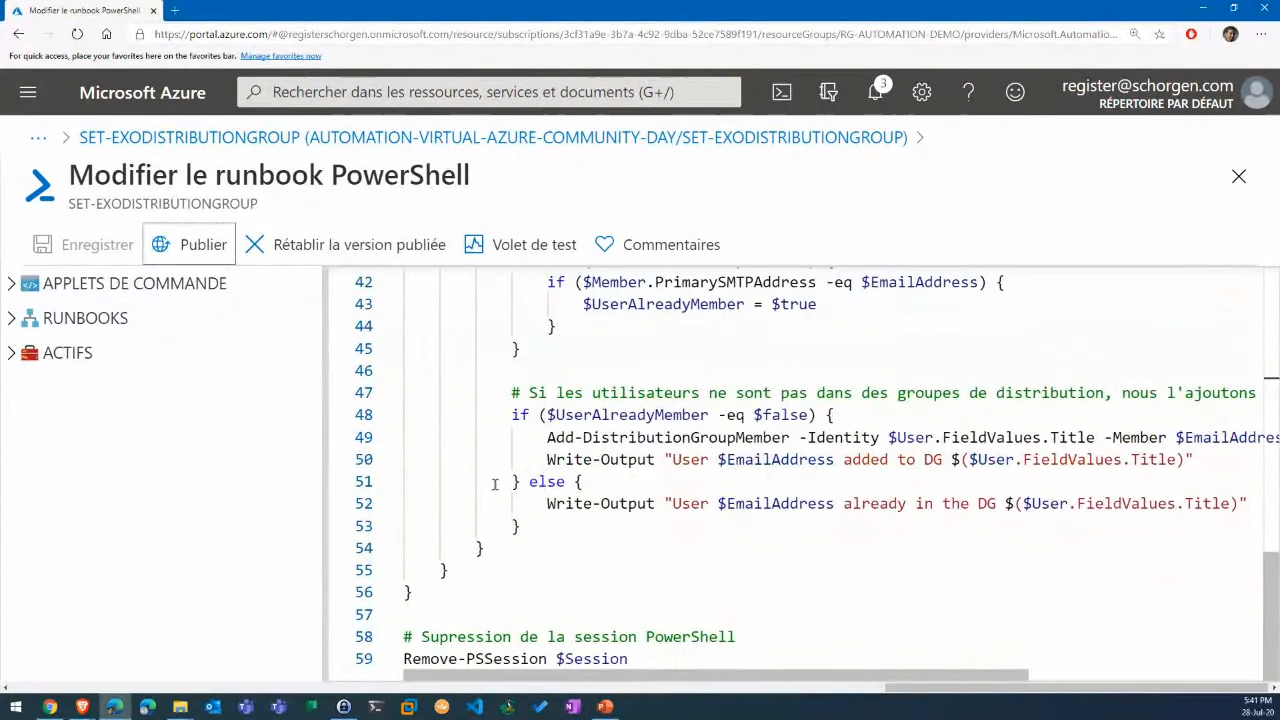 Modifier le runbook PowerShell
https://portal.azure.com/#@registerschorgen.onmicrosoft.com/resource/subscriptions/3cf31a9e-3b7a-4c92-9dba-52ce7589f191/resourceGroups/RG-AUTOMATION-DEMO/providers/Microsoft.Automatio...
For quick access, place your favorites here on the favorites bar. Manage favorites now
Microsoft Azure
Rechercher dans les ressources, services et documents (G+/)
3
register@schorgen.com
RÉPERTOIRE PAR DÉFAUT
... > SET-EXODISTRIBUTIONGROUP (AUTOMATION-VIRTUAL-AZURE-COMMUNITY-DAY/SET-EXODISTRIBUTIONGROUP) >
Modifier le runbook PowerShell
SET-EXODISTRIBUTIONGROUP
Enregistrer Publier Rétablir la version publiée Volet de test Commentaires
APPLETS DE COMMANDE
RUNBOOKS
ACTIFS
42 if ($Member.PrimarySMTPAddress -eq $EmailAddress) {
43 $UserAlreadyMember = $true
44 }
45 }
46
47 # Si les utilisateurs ne sont pas dans des groupes de distribution, nous l'ajoutons
48 if ($UserAlreadyMember -eq $false) {
49 Add-DistributionGroupMember -Identity $User.FieldValues.Title -Member $EmailAddres
50 Write-Output "User $EmailAddress added to DG $($User.FieldValues.Title)"
51 } else {
52 Write-Output "User $EmailAddress already in the DG $($User.FieldValues.Title)"
53 }
54 }
55 }
56 }
57
58 # Supression de la session PowerShell
59 Remove-PSSession $Session
5:41 PM
28-Jul-20